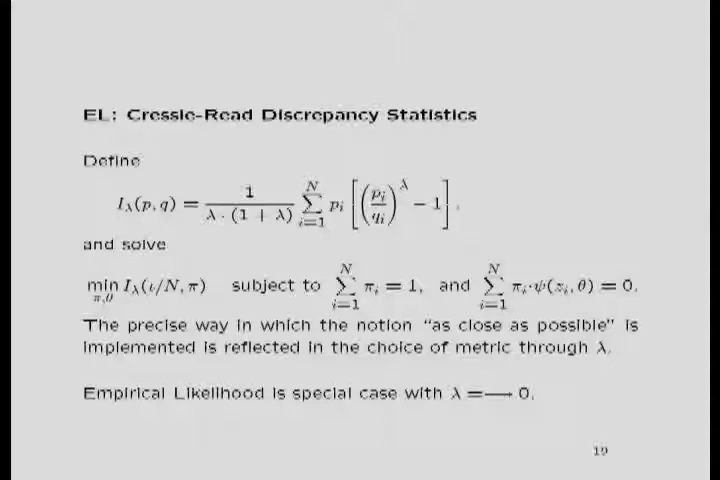 EL: Cressie-Read Discrepancy Statistics
Define
I_λ(p, q) = 1 / (λ · (1 + λ)) ∑_{i=1}^{N} p_i [ (p_i / q_i)^λ − 1 ] .
and solve
min_{π,θ} I_λ(ι/N, π) subject to ∑_{i=1}^{N} π_i = 1, and ∑_{i=1}^{N} π_i·ψ(z_i, θ) = 0.
The precise way in which the notion “as close as possible” is
implemented is reflected in the choice of metric through λ.
Empirical Likelihood is special case with λ = ⟶ 0.
19